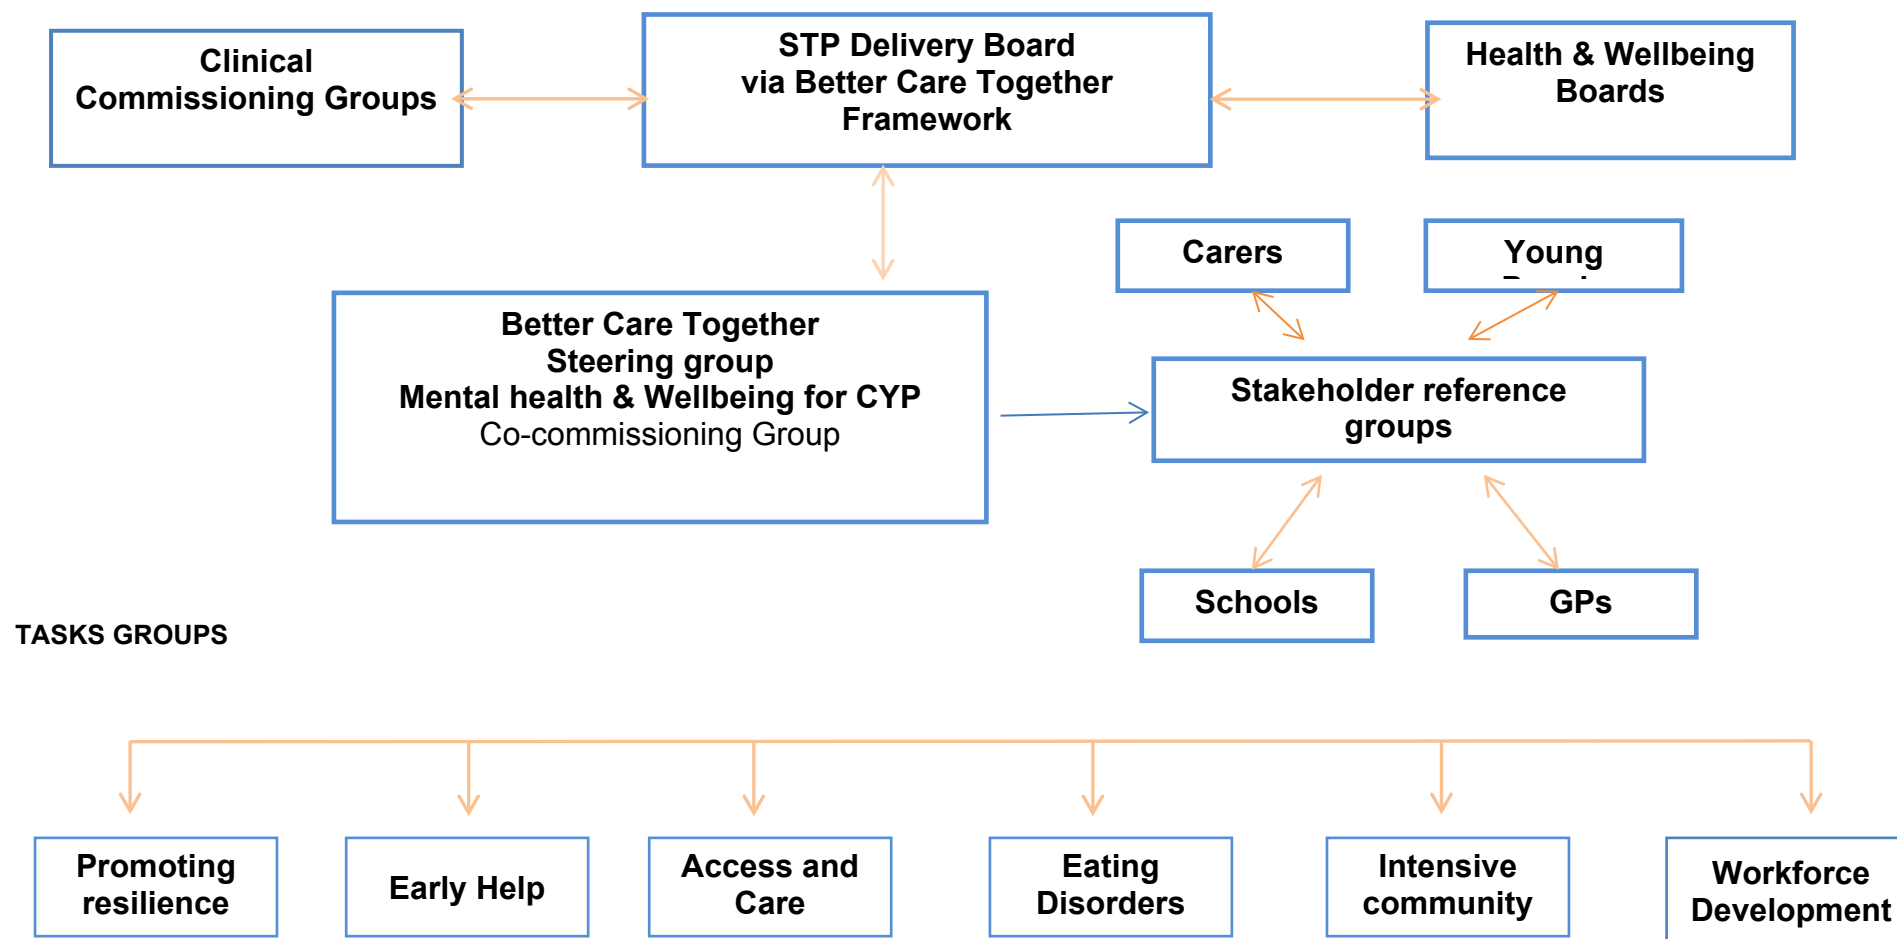 Clinical
Commissioning Groups
STP Delivery Board
via Better Care Together
Framework
Health & Wellbeing
Boards
Carers
Young
Better Care Together
Steering group
Mental health & Wellbeing for CYP
Co-commissioning Group
Stakeholder reference
groups
Schools
GPs
TASKS GROUPS
Promoting
resilience
Early Help
Access and
Care
Eating
Disorders
Intensive
community
Workforce
Development